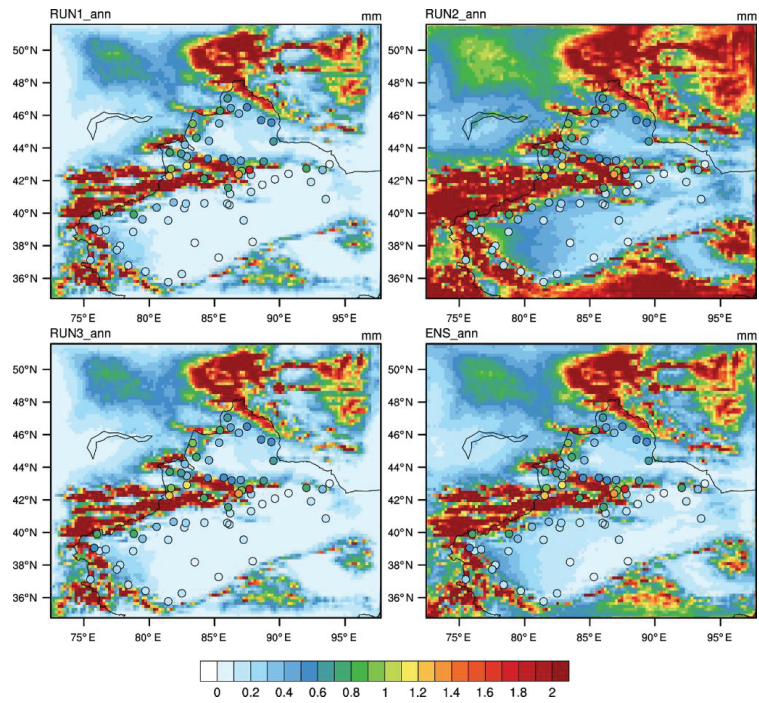 RUN1_ann mm RUN2_ann mm
50°N 50°N
48°N 48°N
46°N 46°N
44°N 44°N
42°N 42°N
40°N 40°N
38°N 38°N
36°N 36°N
75°E 80°E 85°E 90°E 95°E 75°E 80°E 85°E 90°E 95°E
RUN3_ann mm ENS_ann mm
50°N 50°N
48°N 48°N
46°N 46°N
44°N 44°N
42°N 42°N
40°N 40°N
38°N 38°N
36°N 36°N
75°E 80°E 85°E 90°E 95°E 75°E 80°E 85°E 90°E 95°E
0 0.2 0.4 0.6 0.8 1 1.2 1.4 1.6 1.8 2